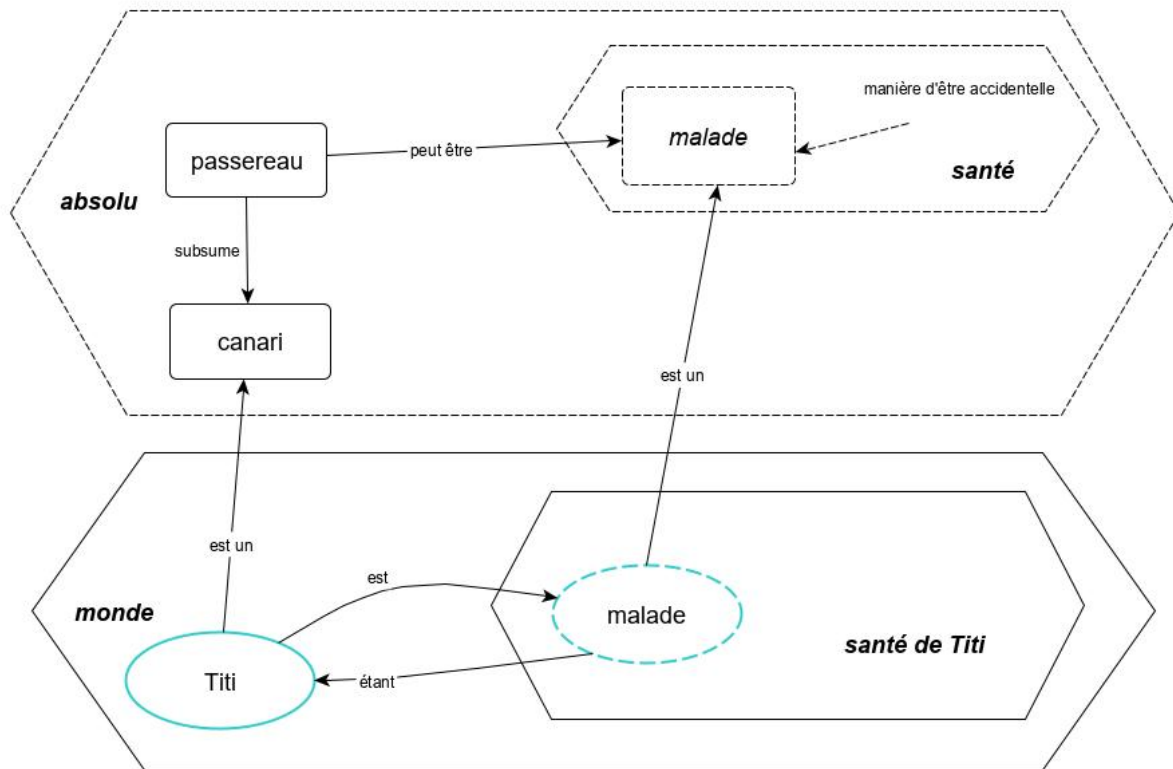 manière d'être accidentelle
malade
passereau
peut être
santé
absolu
subsume
canari
est un
est un
est
monde
malade
santé de Titi
Titi
étant